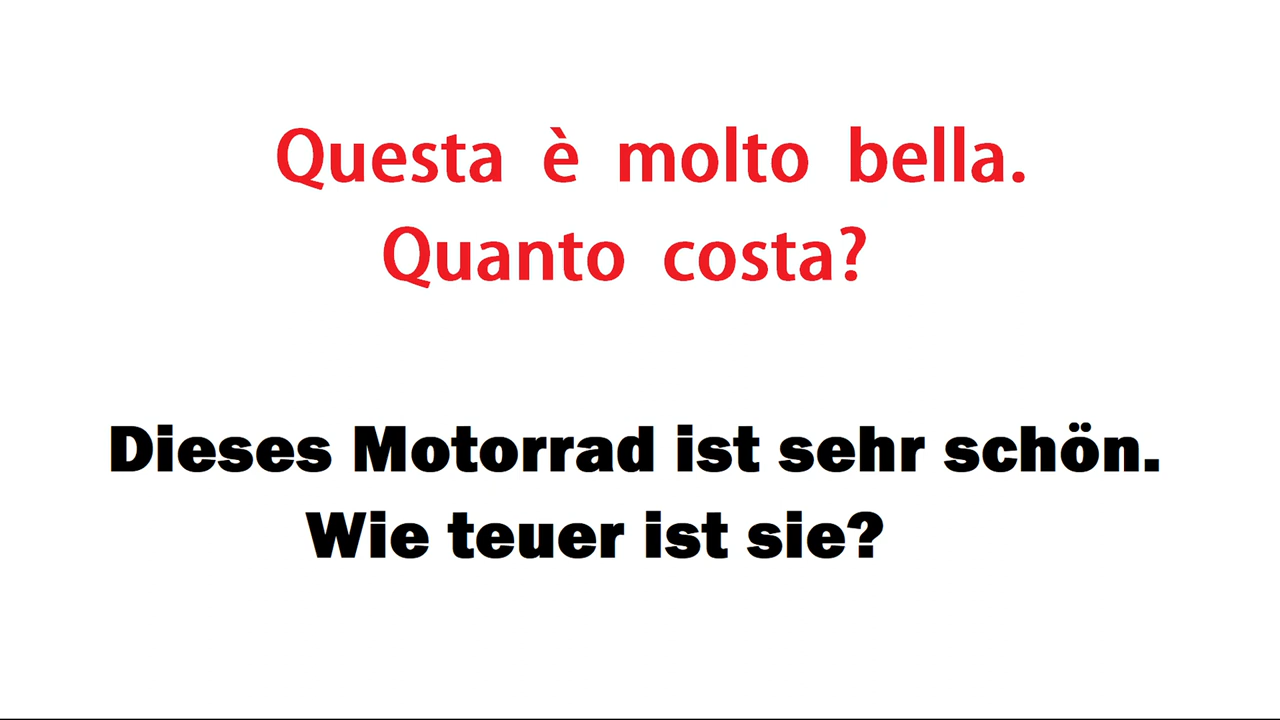 Questa è molto bella.
Quanto costa?
Dieses Motorrad ist sehr schön.
Wie teuer ist sie?